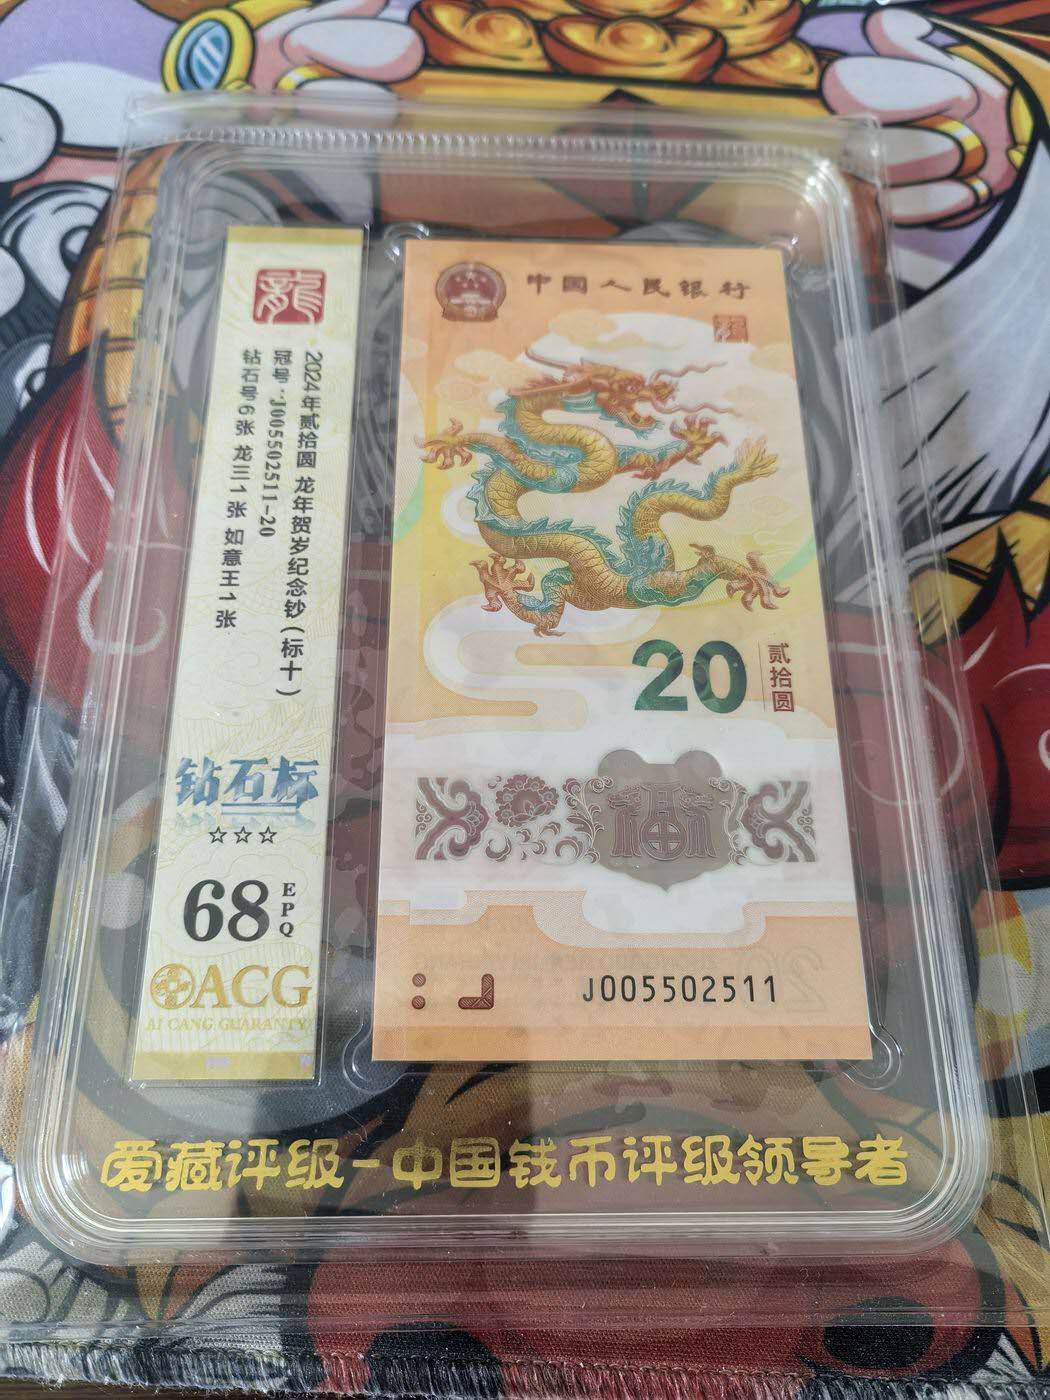 龍
2024年贰拾圆 龙年贺岁纪念钞(标十)
冠号:J005502511-20
钻石号6张 龙三1张 如意王1张
钻石标
☆☆☆
68 EPQ
ACG
AI CANG GUARANTY
中国人民银行
20
贰拾圆
J005502511
爱藏评级-中国钱币评级领导者